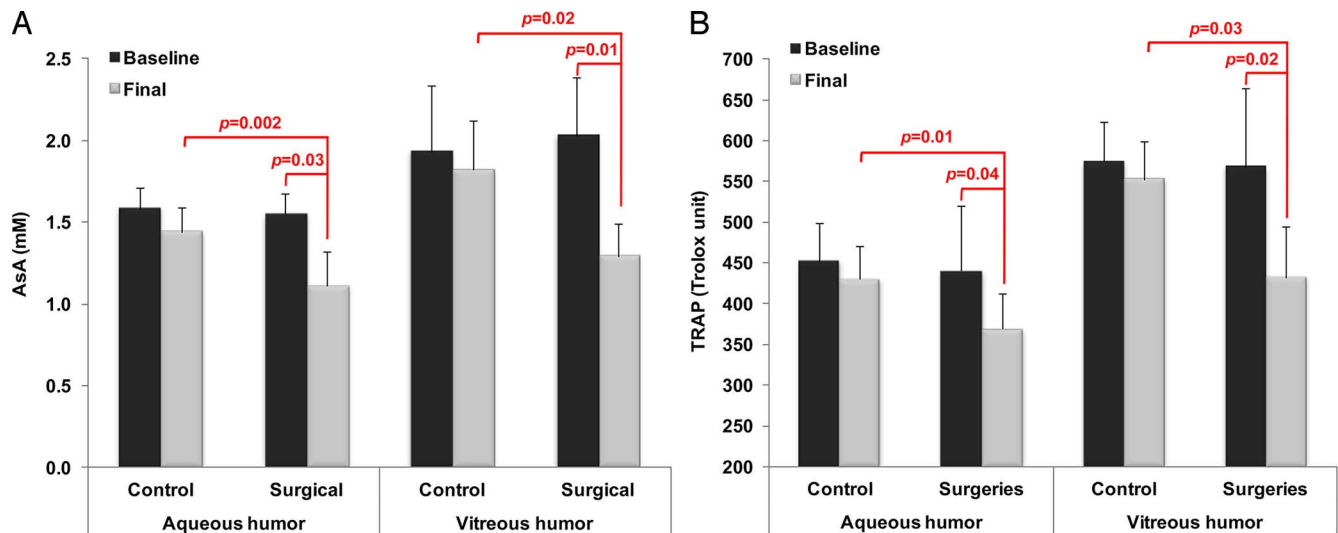 A
p=0.02
2.5
Baseline
p=0.01
Final
2.0
p=0.002
p=0.03
1.5
AsA (mM)
1.0
0.5
0.0
Control Surgical Control Surgical
Aqueous humor Vitreous humor
B
p=0.03
700
Baseline
p=0.02
650
Final
600
p=0.01
550
p=0.04
500
450
TRAP (Trolox unit)
400
350
300
250
200
Control Surgeries Control Surgeries
Aqueous humor Vitreous humor